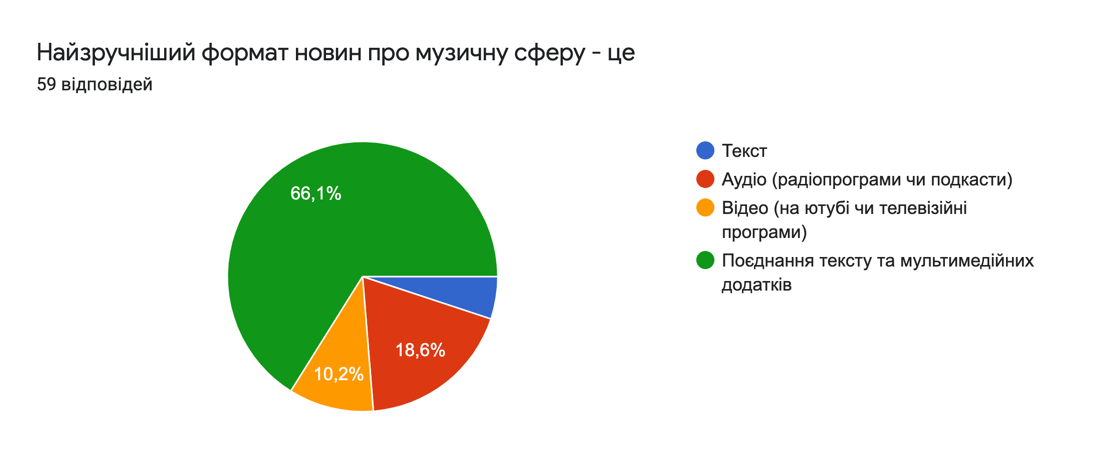 Найзручніший формат новин про музичну сферу - це
59 відповідей
66,1%
18,6%
10,2%
Текст
Аудіо (радіопрограми чи подкасти)
Відео (на ютубі чи телевізійні
програми)
Поєднання тексту та мультимедійних
додатків